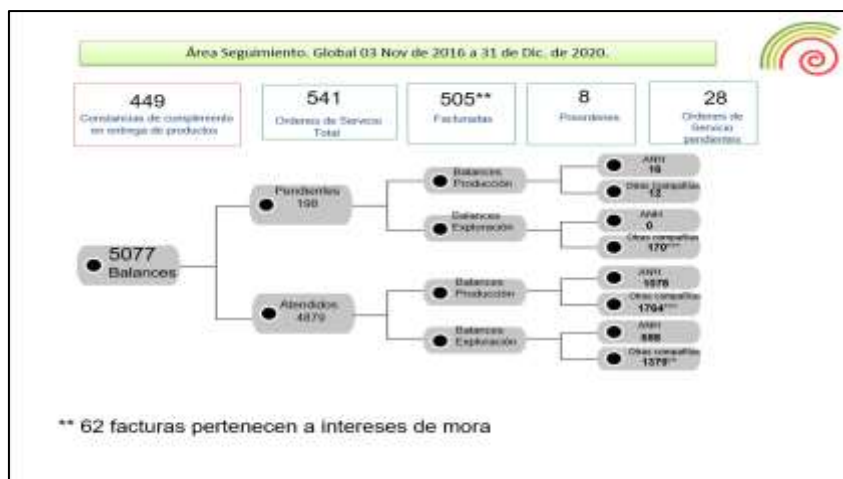 Área Seguimiento. Global 03 Nov de 2016 a 31 de Dic. de 2020.
449
Constancias de cumplimiento
en entrega de productos
541
Ordenes de Servicio
Total
505**
Facturadas
8
Preordenes
28
Ordenes de
Servicio
pendientes
5077
Balances
Pendientes
198
Balances
Producción
ANH
16
Otras compañías
12
Balances
Exploración
ANH
0
Otras compañías
170***
Atendidos
4879
Balances
Producción
ANH
Otras compañías
Balances
Exploración
ANH
Otras compañías
** 62 facturas pertenecen a intereses de mora